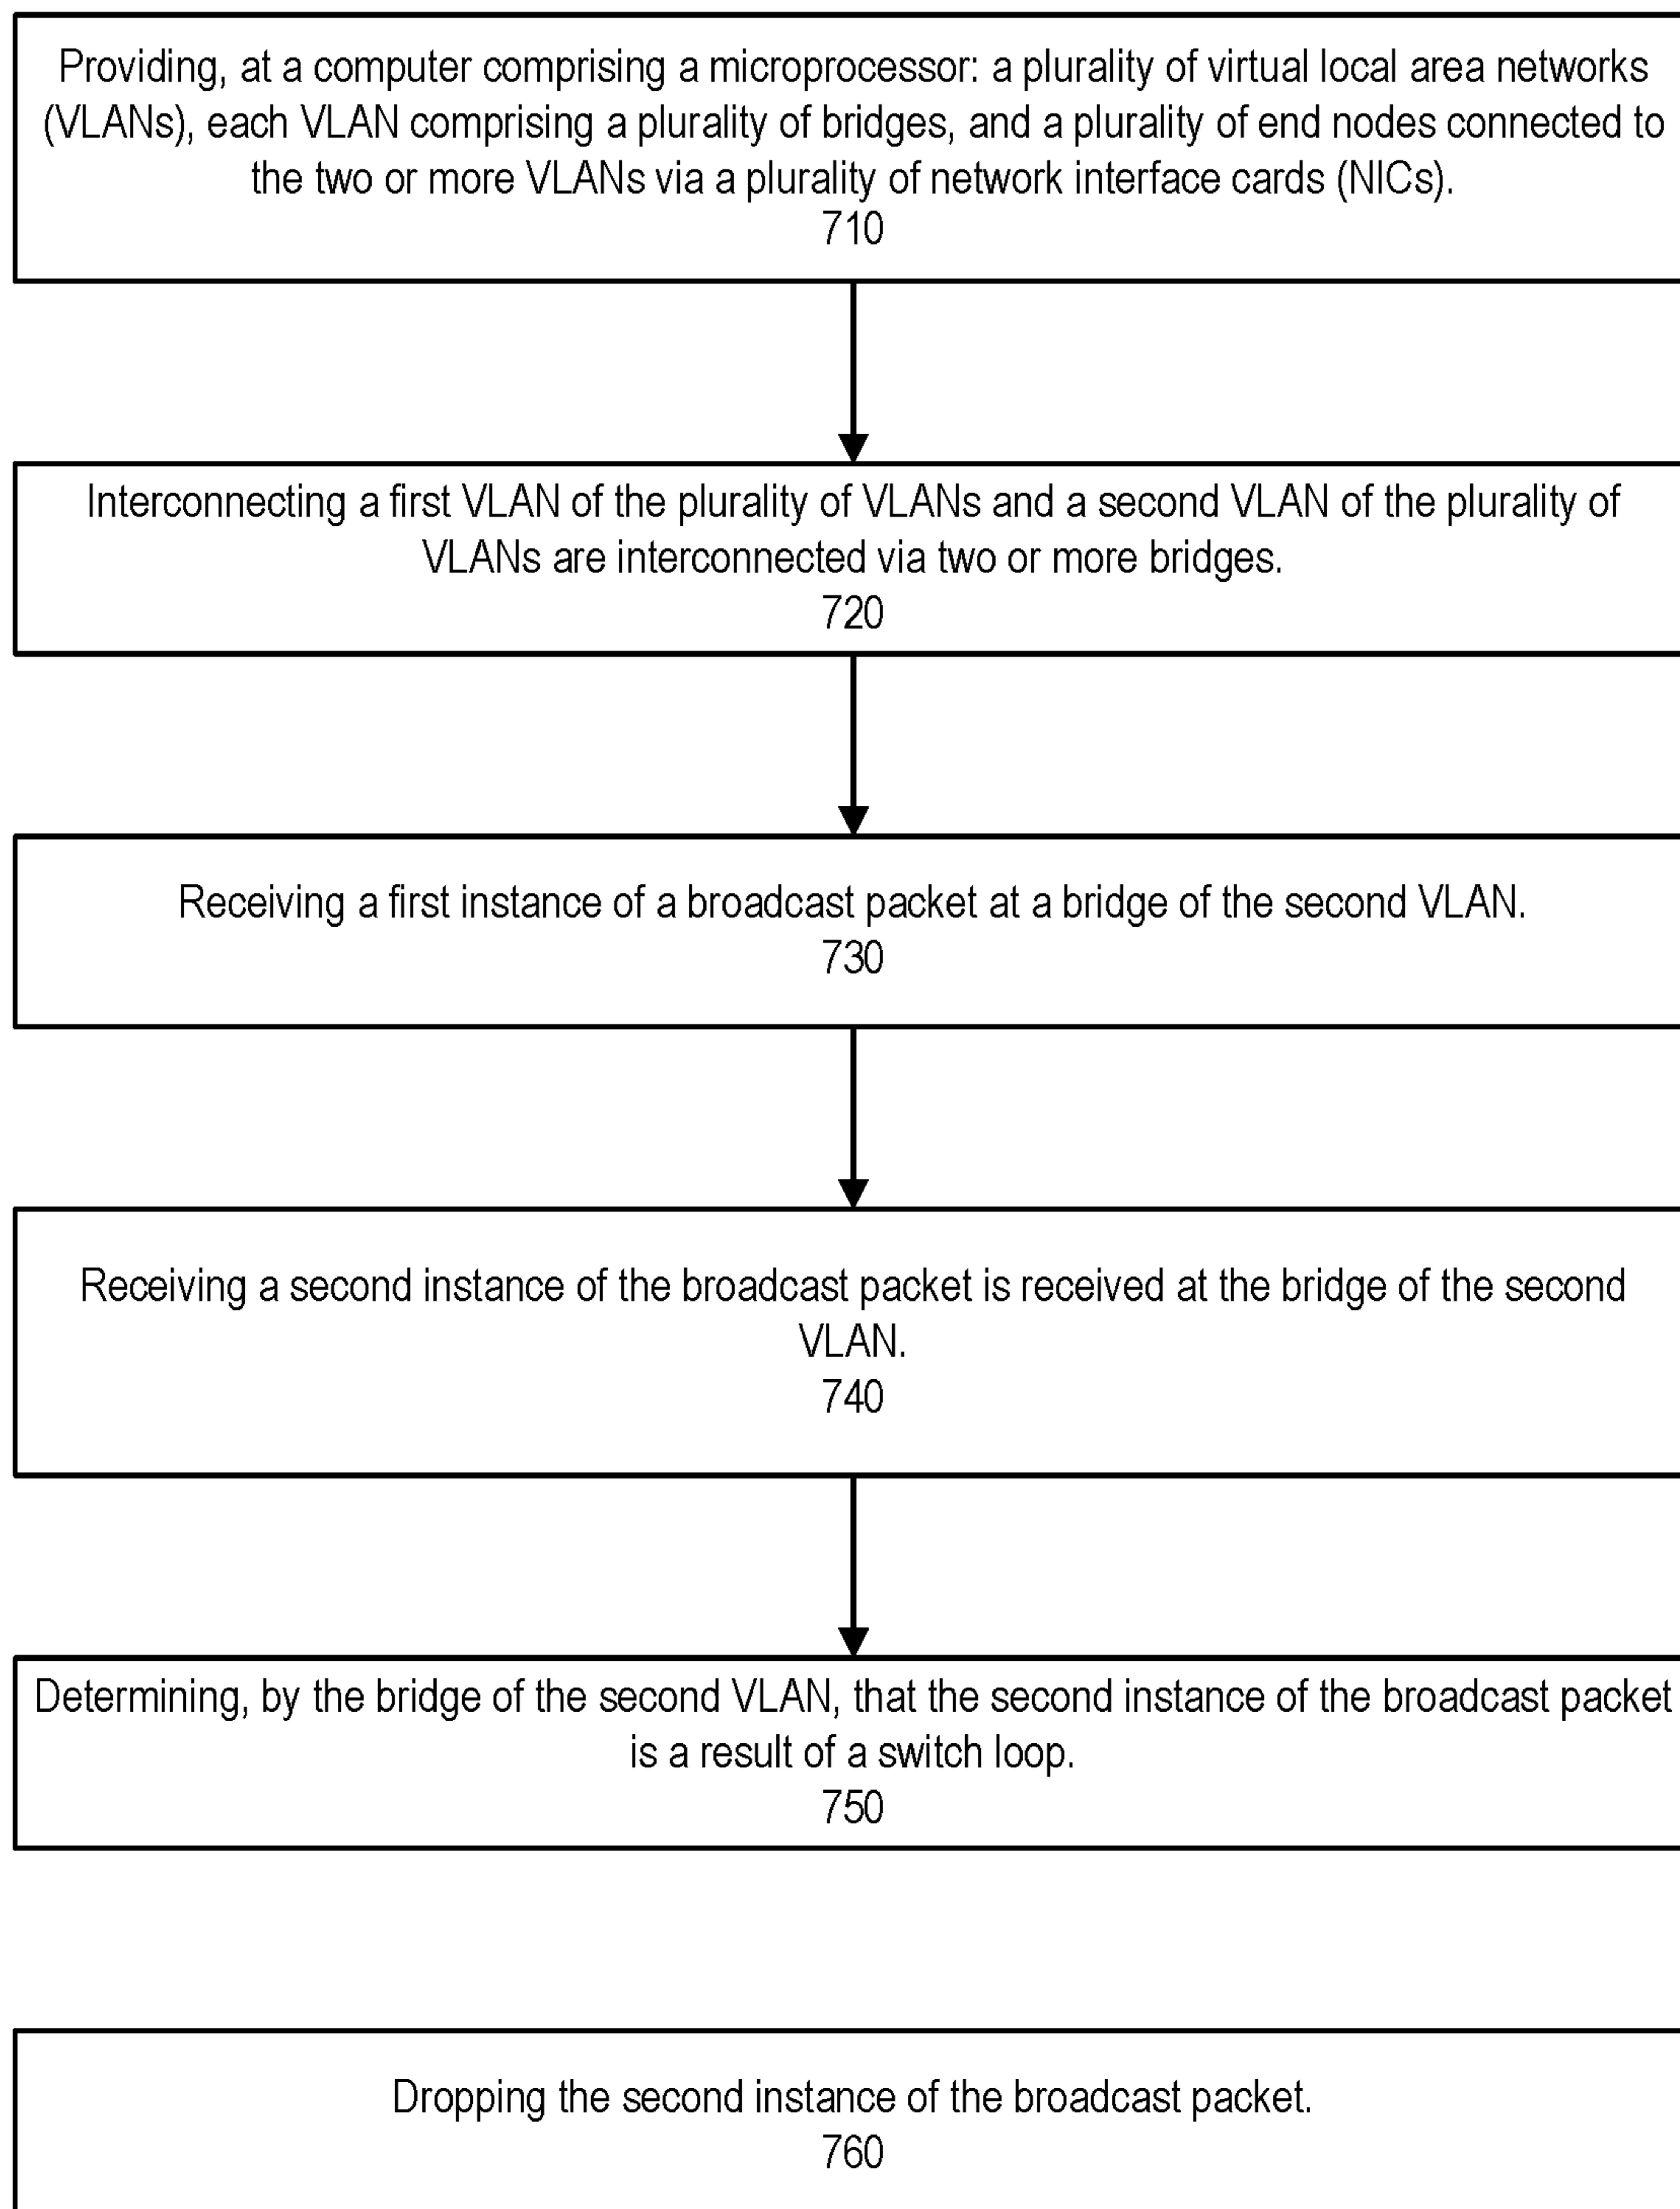 Providing, at a computer comprising a microprocessor: a plurality of virtual local area networks
(VLANs), each VLAN comprising a plurality of bridges, and a plurality of end nodes connected to
the two or more VLANs via a plurality of network interface cards (NICs).
710
Interconnecting a first VLAN of the plurality of VLANs and a second VLAN of the plurality of
VLANs are interconnected via two or more bridges.
720
Receiving a first instance of a broadcast packet at a bridge of the second VLAN.
730
Receiving a second instance of the broadcast packet is received at the bridge of the second
VLAN.
740
Determining, by the bridge of the second VLAN, that the second instance of the broadcast packet
is a result of a switch loop.
750
Dropping the second instance of the broadcast packet.
760